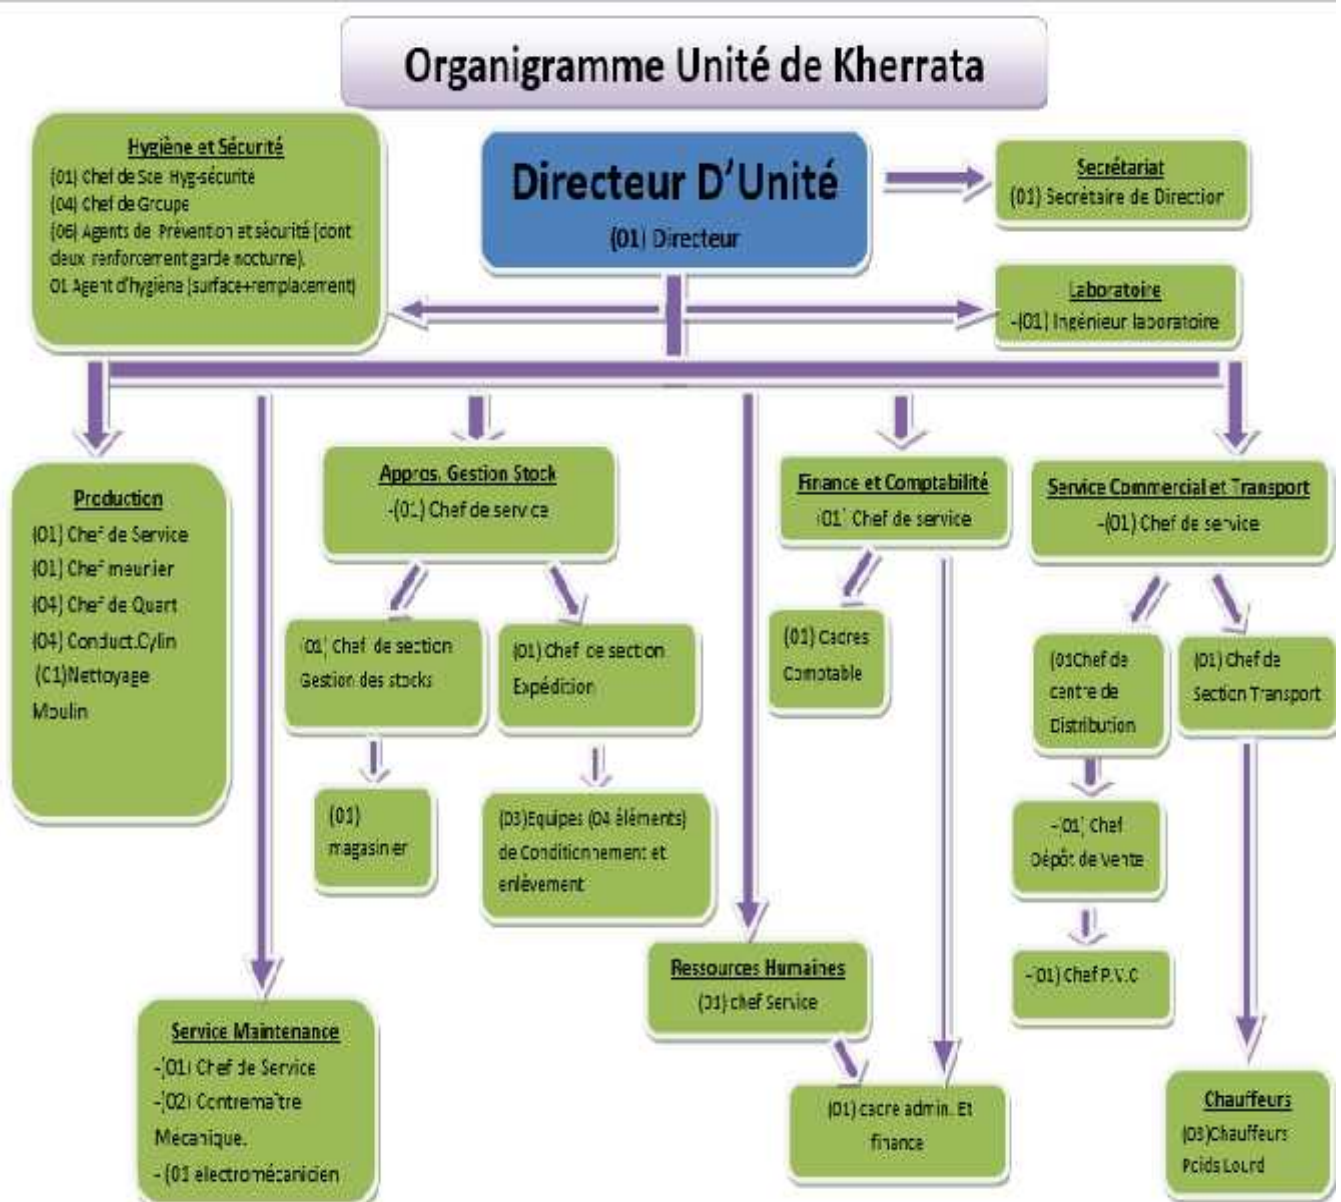 Organigramme Unité de Kherrata
Hygiène et Sécurité
(01) Chef de Sce Hyg-sécurité
(04) Chef de Groupe
(06) Agents de Prévention et sécurité (dont
deux renforcement garde nocturne).
01 Agent d'hygiène (surface+remplacement)
Directeur D'Unité
(01) Directeur
Secrétariat
(01) Secrétaire de Direction
Laboratoire
-(01) Ingénieur laboratoire
Production
(01) Chef de Service
(01) Chef meunier
(04) Chef de Quart
(04) Conduct.Cylin
(01)Nettoyage
Moulin
Appros. Gestion Stock
-(01) Chef de service
(01) Chef de section
Gestion des stocks
(01) Chef de section
Expédition
(01)
magasinier
(03)Equipes (04 éléments)
de Conditionnement et
enlèvement
Finance et Comptabilité
(01) Chef de service
(01) Cadres
Comptable
Service Commercial et Transport
-(01) Chef de service
(01Chef de
centre de
Distribution
(01) Chef de
Section Transport
-(01) Chef
Dépôt de Vente
-(01) Chef P.V.C
Ressources Humaines
(01) chef Service
(01) cacre admin. Et
finance
Service Maintenance
-(01) Chef de Service
-(02) Contremaître
Mécanique.
- (01 electromécanicien
Chauffeurs
(03)Chauffeurs
Poids Lourd